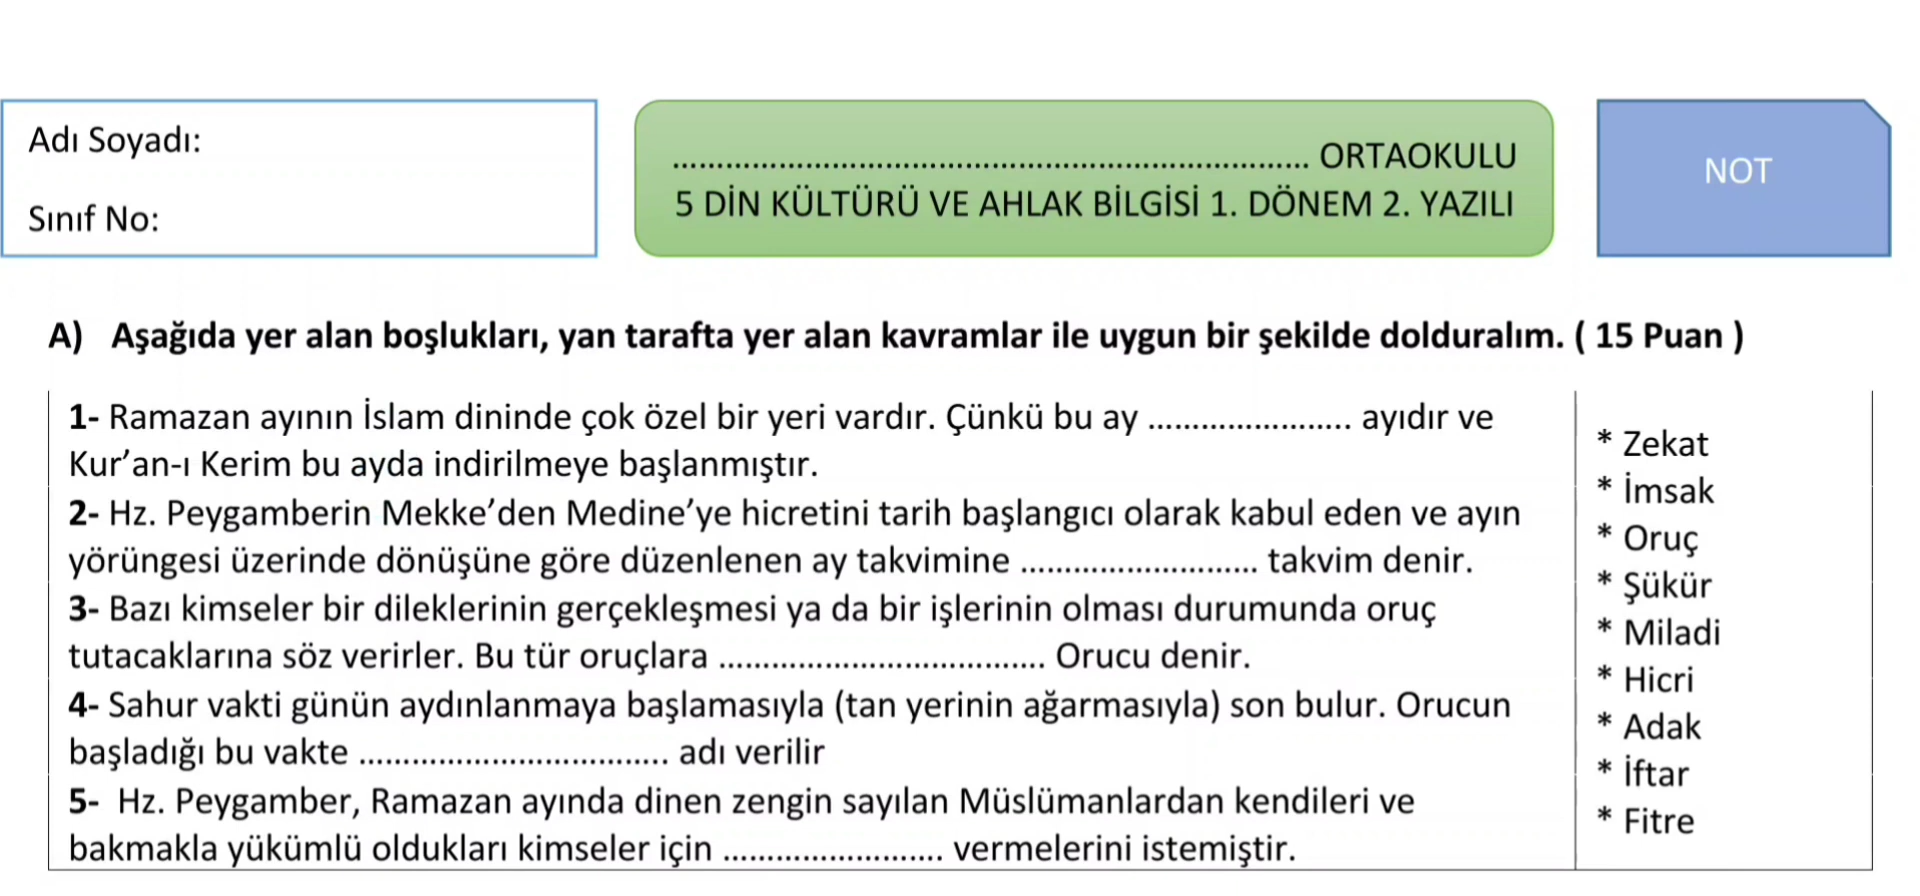 Adı Soyadı:
Sınıf No:
........................................................................ ORTAOKULU
5 DİN KÜLTÜRÜ VE AHLAK BİLGİSİ 1. DÖNEM 2. YAZILI
NOT
A) Aşağıda yer alan boşlukları, yan tarafta yer alan kavramlar ile uygun bir şekilde dolduralım. ( 15 Puan )
1- Ramazan ayının İslam dininde çok özel bir yeri vardır. Çünkü bu ay ....................... ayıdır ve
Kur’an-ı Kerim bu ayda indirilmeye başlanmıştır.
2- Hz. Peygamberin Mekke’den Medine’ye hicretini tarih başlangıcı olarak kabul eden ve ayın
yörüngesi üzerinde dönüşüne göre düzenlenen ay takvimine ........................... takvim denir.
3- Bazı kimseler bir dileklerinin gerçekleşmesi ya da bir işlerinin olması durumunda oruç
tutacaklarına söz verirler. Bu tür oruçlara ..................................... Orucu denir.
4- Sahur vakti günün aydınlanmaya başlamasıyla (tan yerinin ağarmasıyla) son bulur. Orucun
başladığı bu vakte ................................... adı verilir
5- Hz. Peygamber, Ramazan ayında dinen zengin sayılan Müslümanlardan kendileri ve
bakmakla yükümlü oldukları kimseler için ......................... vermelerini istemiştir.
* Zekat
* İmsak
* Oruç
* Şükür
* Miladi
* Hicri
* Adak
* İftar
* Fitre